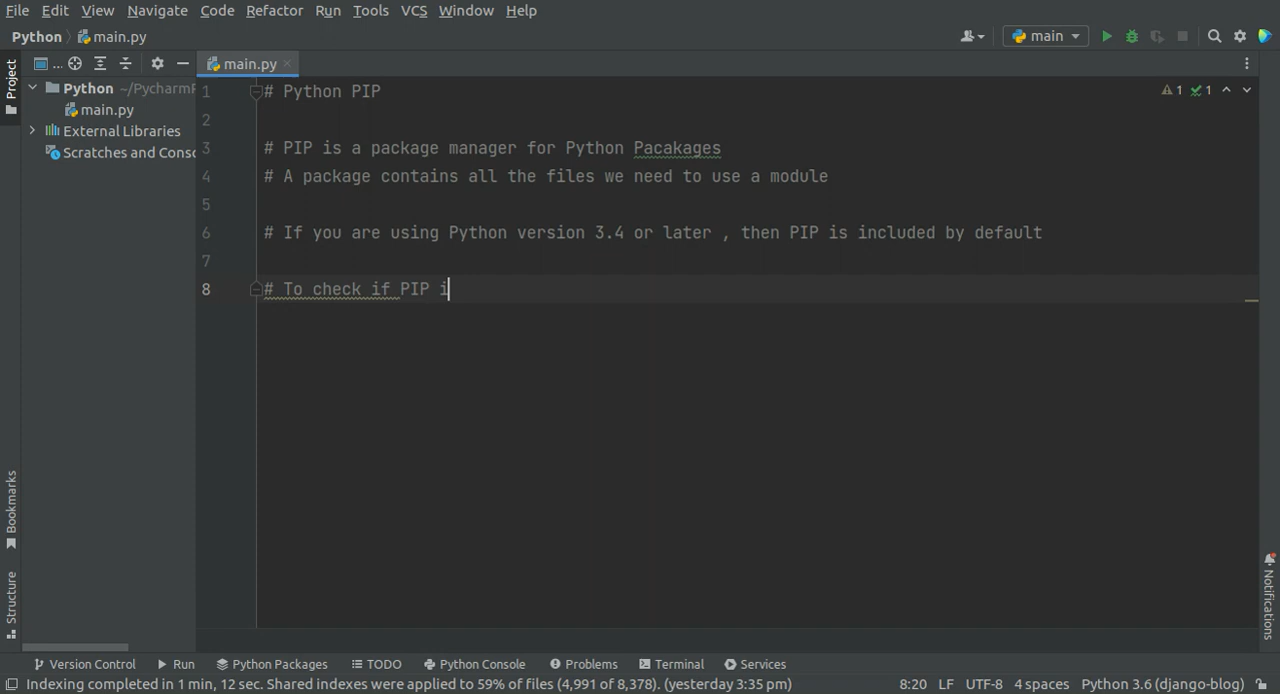 File Edit View Navigate Code Refactor Run Tools VCS Window Help
Python main.py main
Project ... main.py
Python ~/PycharmP
main.py
External Libraries
Scratches and Consc
1 # Python PIP
1 1
2
3 # PIP is a package manager for Python Pacakages
4 # A package contains all the files we need to use a module
5
6 # If you are using Python version 3.4 or later , then PIP is included by default
7
8 # To check if PIP i
Bookmarks
Structure
Notifications
Version Control Run Python Packages TODO Python Console Problems Terminal Services
Indexing completed in 1 min, 12 sec. Shared indexes were applied to 59% of files (4,991 of 8,378). (yesterday 3:35 pm) 8:20 LF UTF-8 4 spaces Python 3.6 (django-blog)